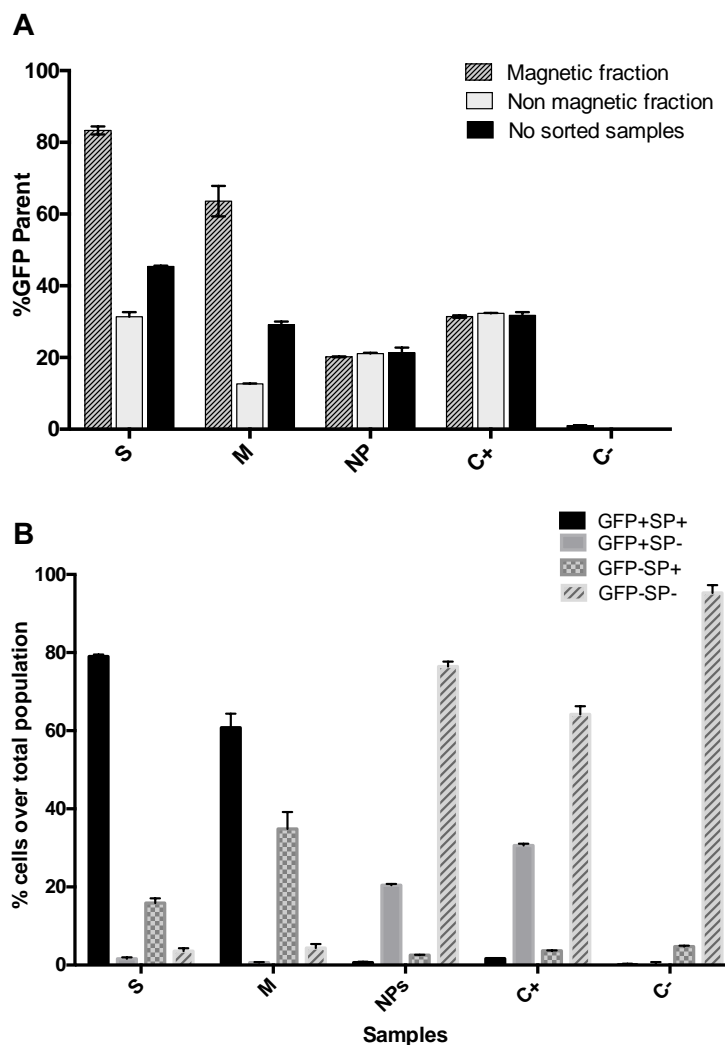 A
100
80
60
40
20
0
%GFP Parent
Magnetic fraction
Non magnetic fraction
No sorted samples
S
M
NP
C+
C-
B
100
80
60
40
20
0
% cells over total population
GFP+SP+
GFP+SP-
GFP-SP+
GFP-SP-
S
M
NPs
C+
C-
Samples